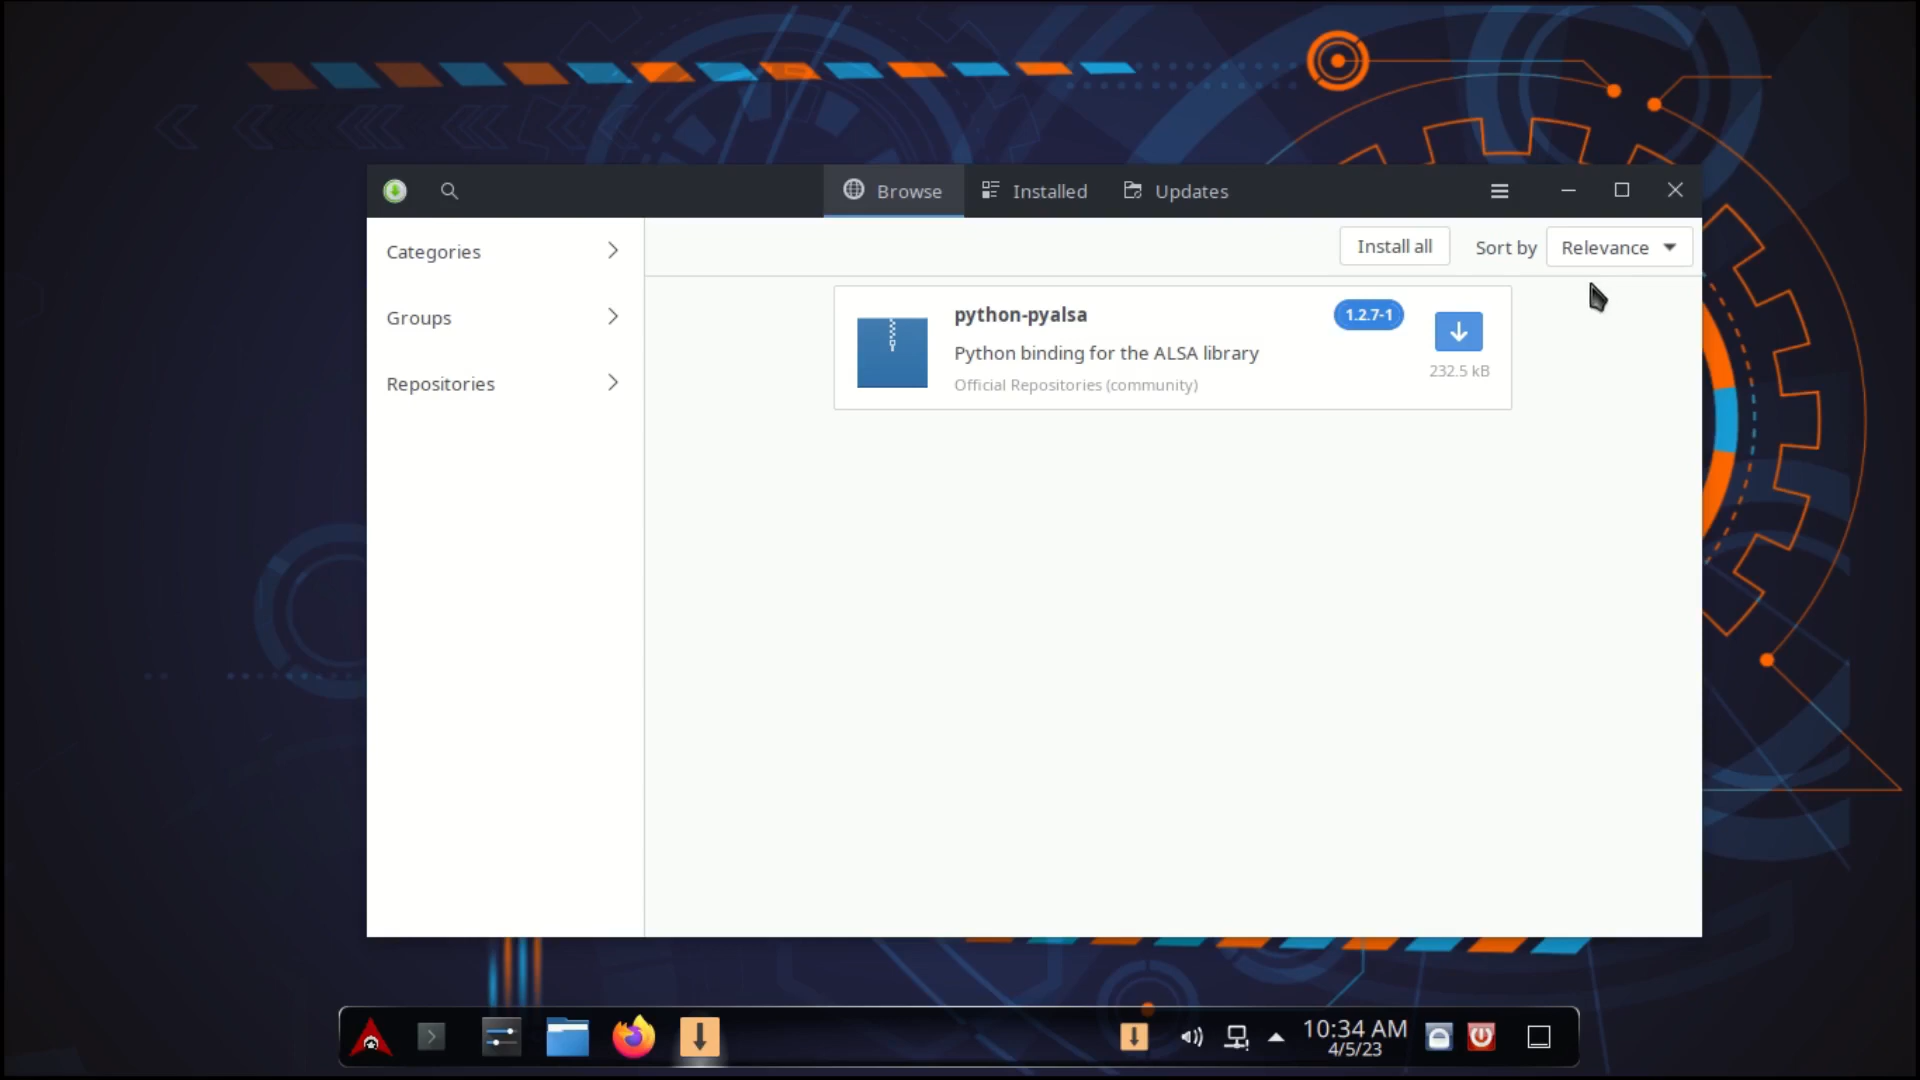 Browse
Installed
Updates
Categories
Groups
Repositories
Install all
Sort by
Relevance
python-pyalsa
1.2.7-1
Python binding for the ALSA library
232.5 kB
Official Repositories (community)
10:34 AM
4/5/23